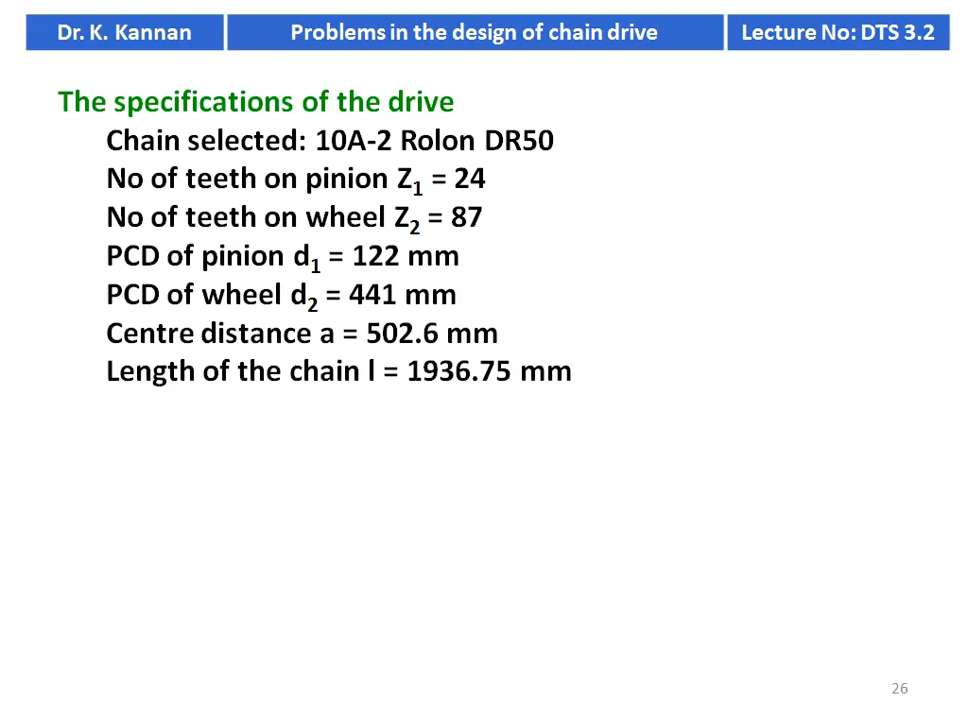 Dr. K. Kannan
Problems in the design of chain drive
Lecture No: DTS 3.2
The specifications of the drive
Chain selected: 10A-2 Rolon DR50
No of teeth on pinion Z₁ = 24
No of teeth on wheel Z₂ = 87
PCD of pinion d₁ = 122 mm
PCD of wheel d₂ = 441 mm
Centre distance a = 502.6 mm
Length of the chain l = 1936.75 mm
26